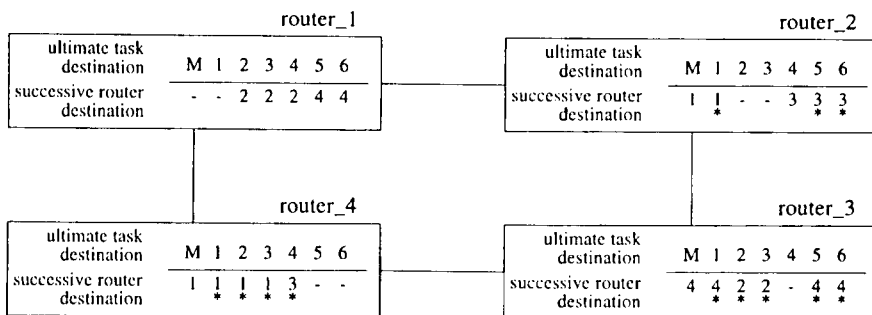 router_1
ultimate task
destination M 1 2 3 4 5 6
successive router - - 2 2 2 4 4
destination
router_2
ultimate task
destination M 1 2 3 4 5 6
successive router 1 1 - - 3 3 3
destination * * *
router_4
ultimate task
destination M 1 2 3 4 5 6
successive router 1 1 1 1 3 - -
destination * * * *
router_3
ultimate task
destination M 1 2 3 4 5 6
successive router 4 4 2 2 - 4 4
destination * * * * *